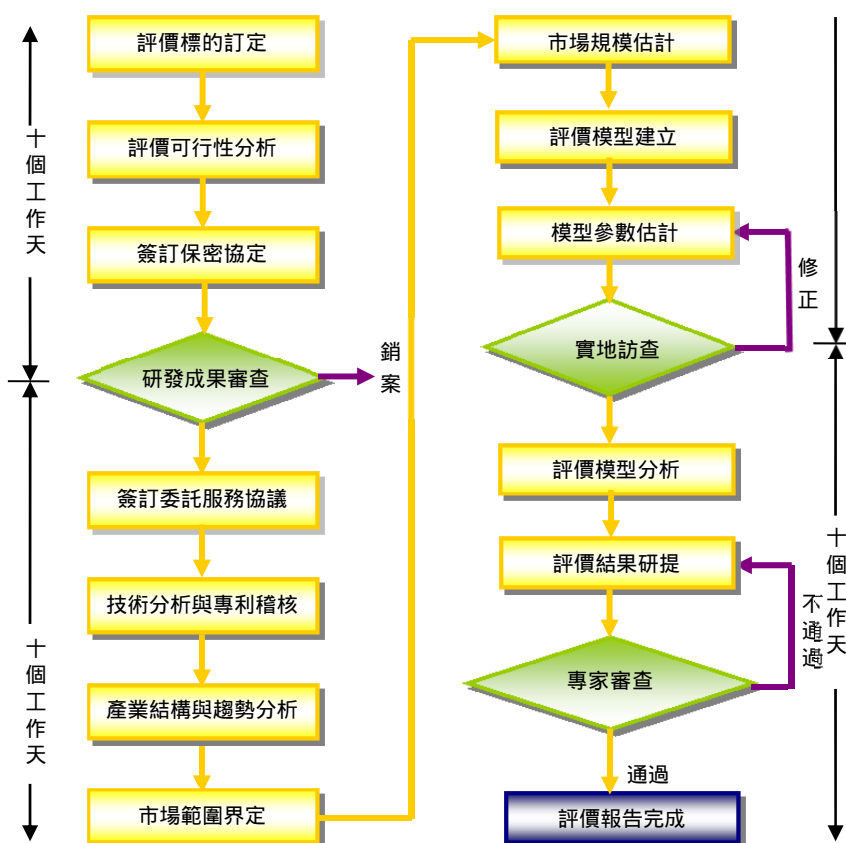 評價標的訂定
評價可行性分析
簽訂保密協定
研發成果審查
銷案
簽訂委託服務協議
技術分析與專利稽核
產業結構與趨勢分析
市場範圍界定
十個工作天
十個工作天
市場規模估計
評價模型建立
模型參數估計
修正
實地訪查
評價模型分析
評價結果研提
不通過
專家審查
通過
評價報告完成
十個工作天